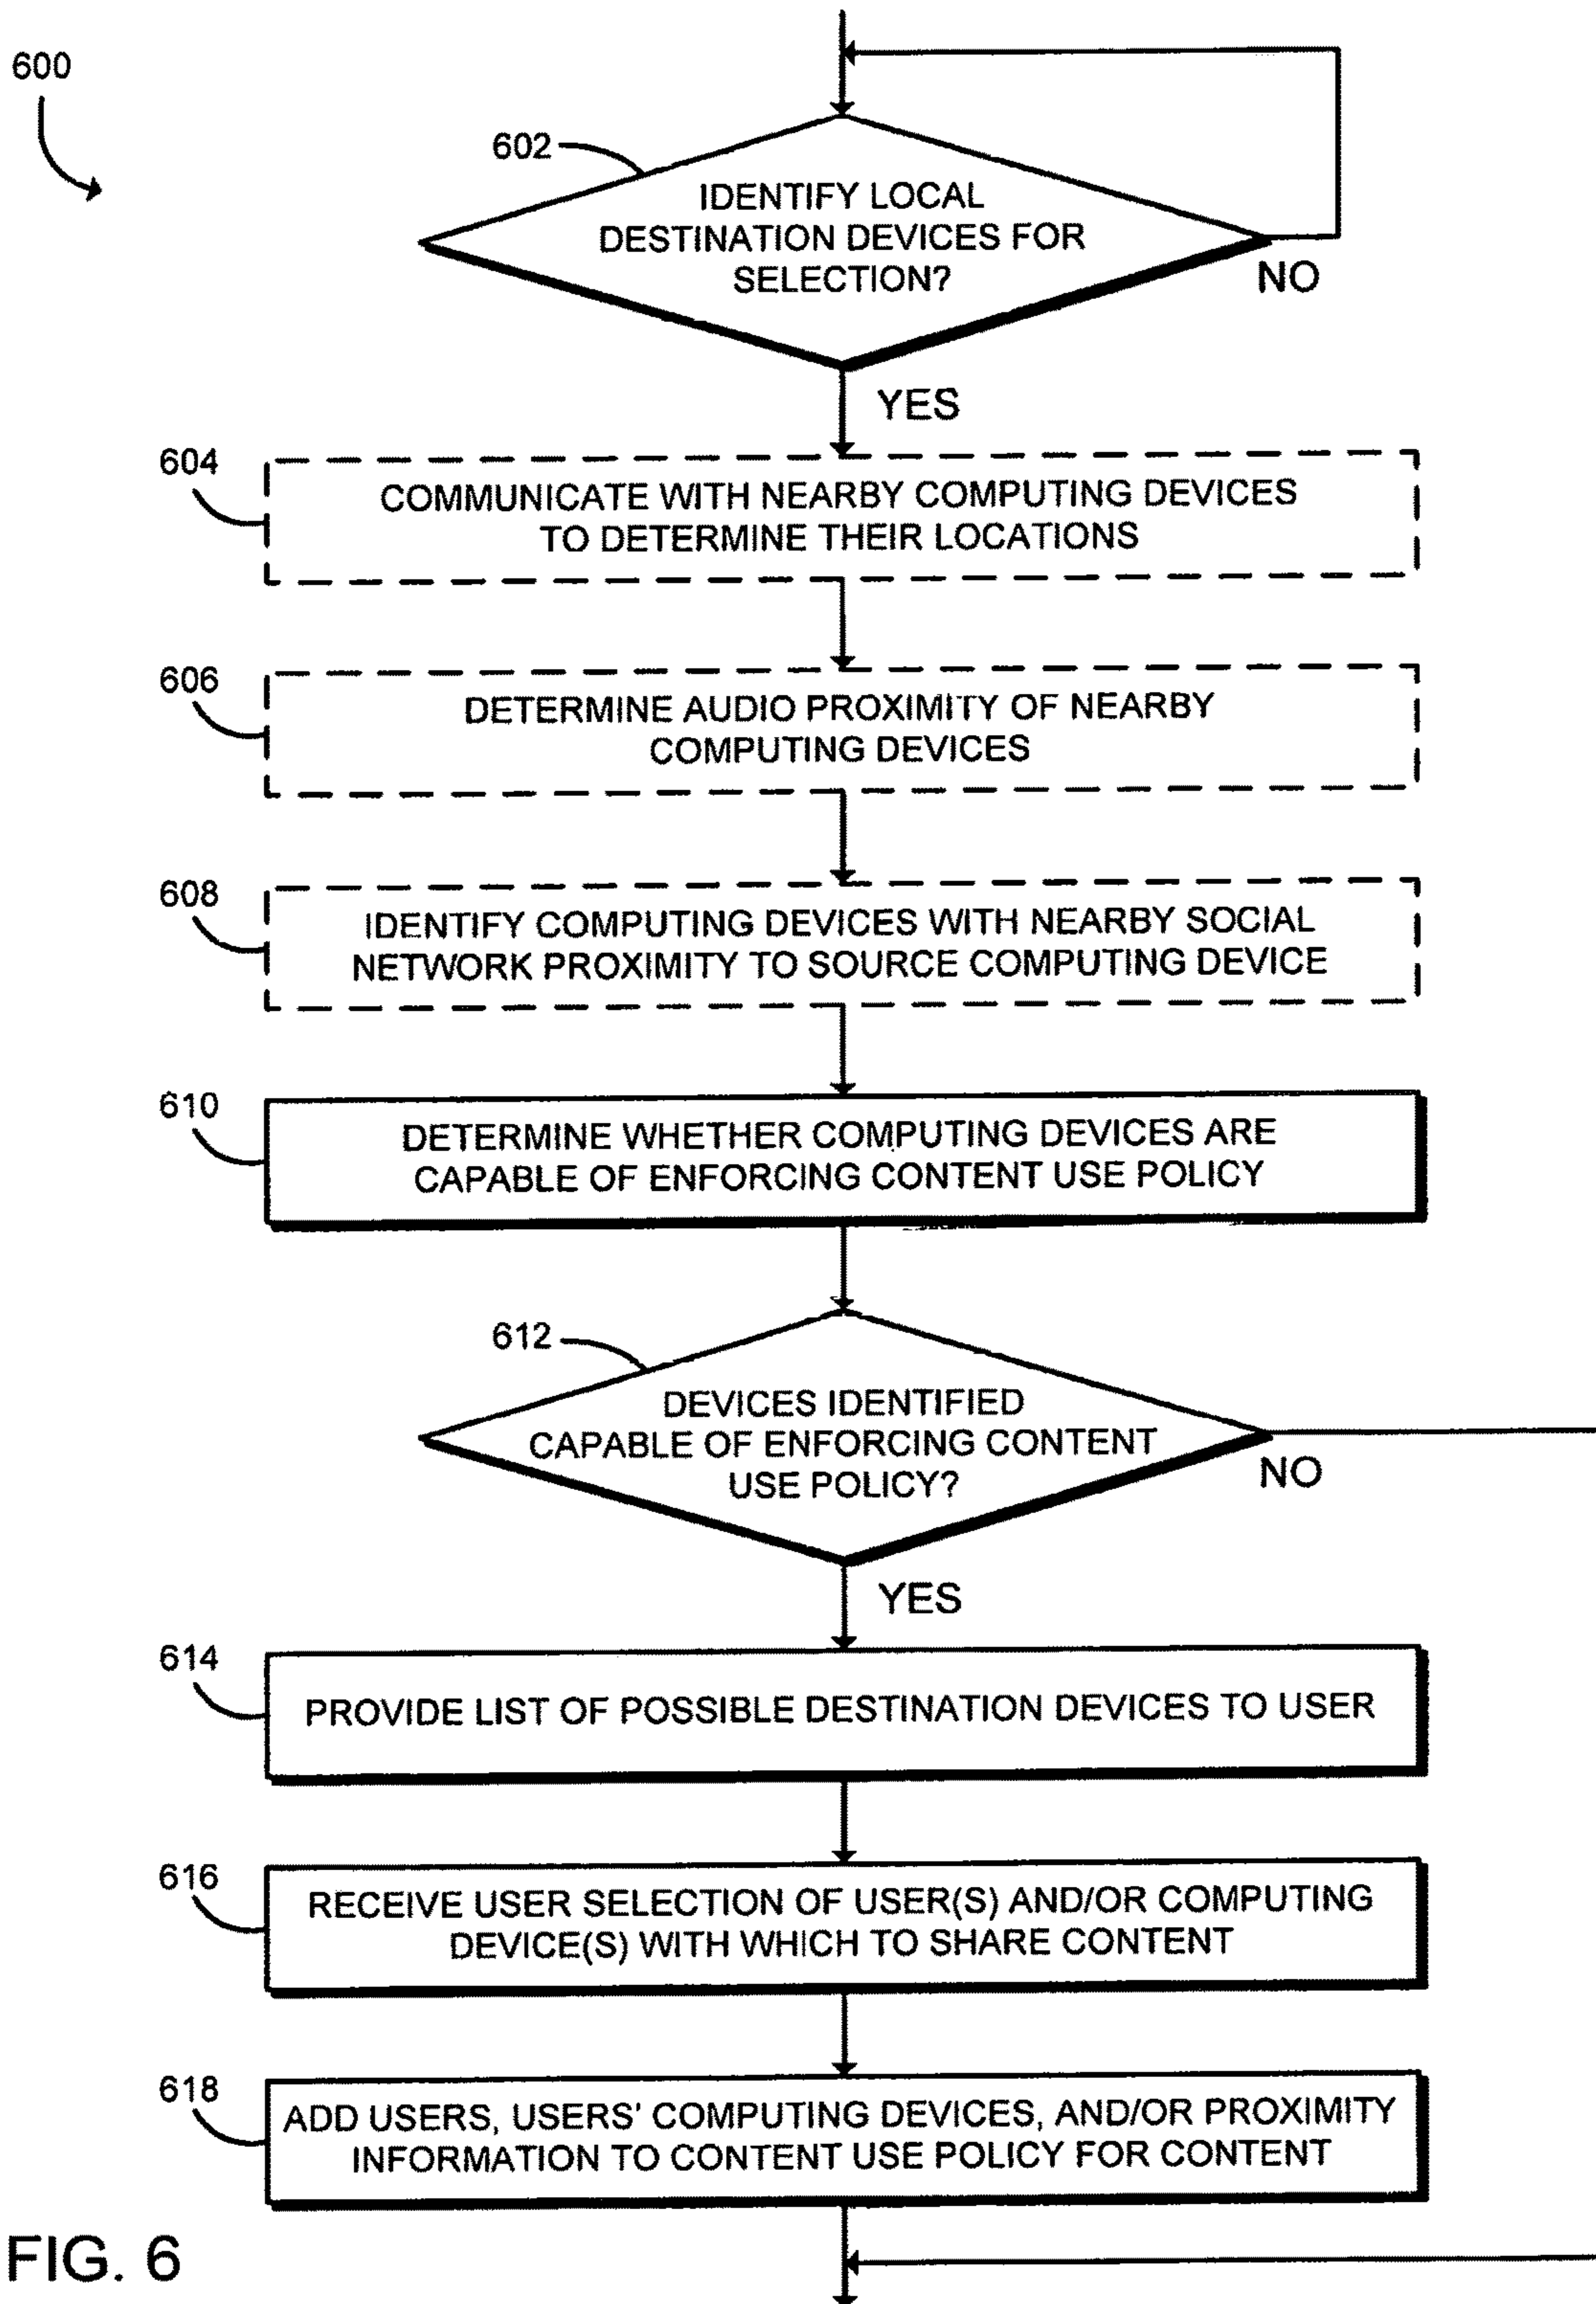 600
602
IDENTIFY LOCAL
DESTINATION DEVICES FOR
SELECTION?
NO
YES
604
COMMUNICATE WITH NEARBY COMPUTING DEVICES
TO DETERMINE THEIR LOCATIONS
606
DETERMINE AUDIO PROXIMITY OF NEARBY
COMPUTING DEVICES
608
IDENTIFY COMPUTING DEVICES WITH NEARBY SOCIAL
NETWORK PROXIMITY TO SOURCE COMPUTING DEVICE
610
DETERMINE WHETHER COMPUTING DEVICES ARE
CAPABLE OF ENFORCING CONTENT USE POLICY
612
DEVICES IDENTIFIED
CAPABLE OF ENFORCING CONTENT
USE POLICY?
NO
YES
614
PROVIDE LIST OF POSSIBLE DESTINATION DEVICES TO USER
616
RECEIVE USER SELECTION OF USER(S) AND/OR COMPUTING
DEVICE(S) WITH WHICH TO SHARE CONTENT
618
ADD USERS, USERS' COMPUTING DEVICES, AND/OR PROXIMITY
INFORMATION TO CONTENT USE POLICY FOR CONTENT
FIG. 6